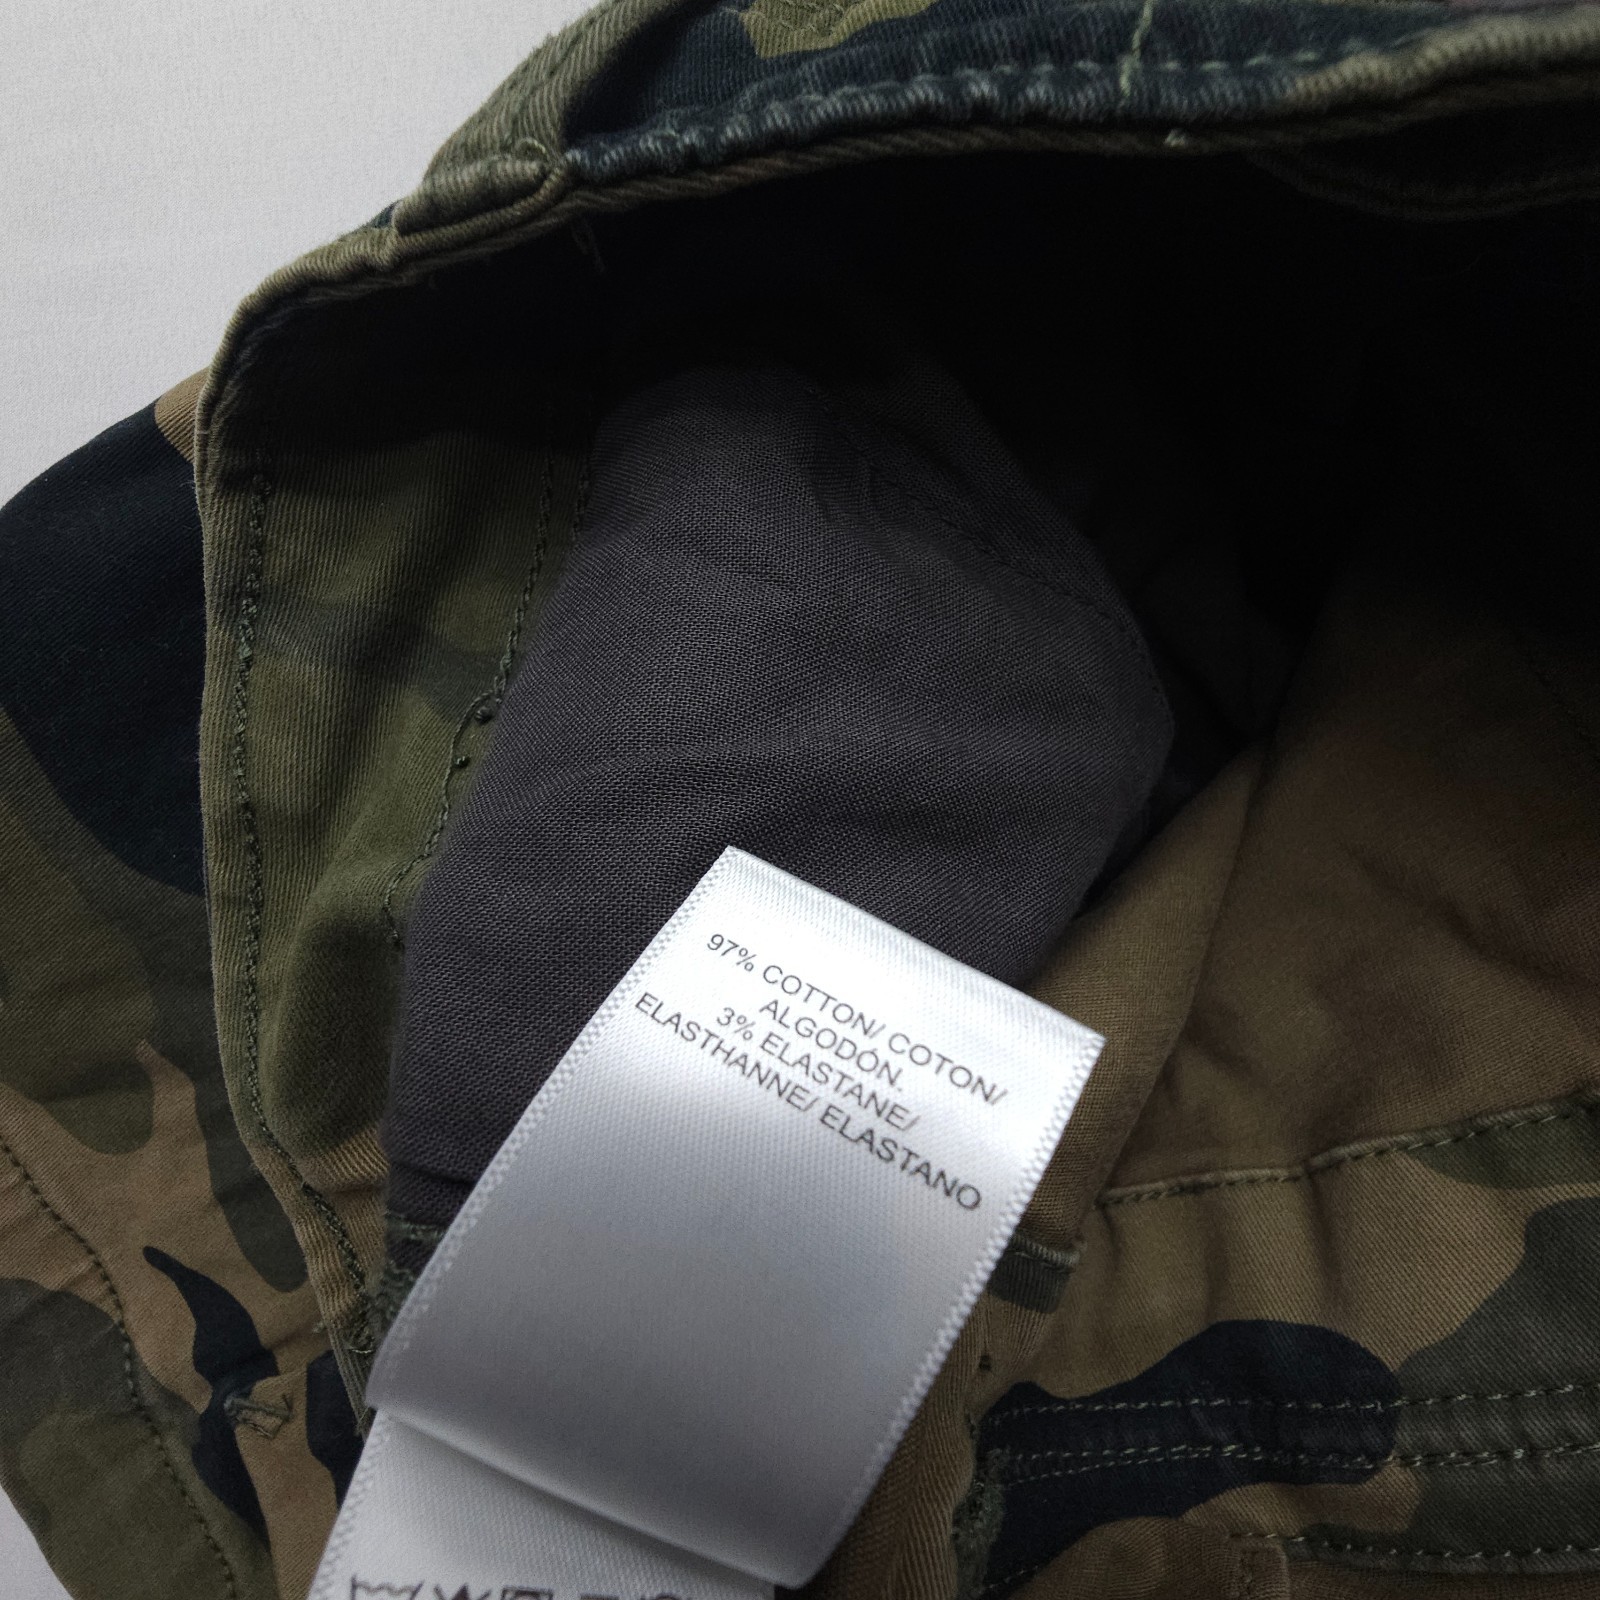 97% COTTON/ COTON/
ALGODÓN.
3% ELASTANE/
ELASTHANNE/ ELASTANO